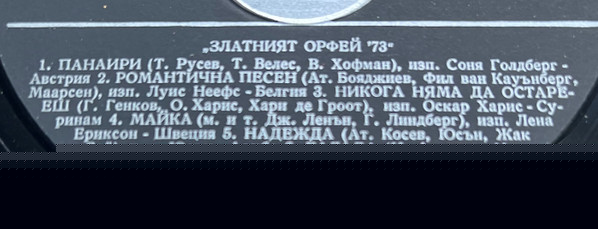 „ЗЛАТНИЯТ ОРФЕЙ '73"
1. ПАНАИРИ (Т. Русев, Т. Велес, В. Хофман), изп. Соня Голдберг -
Австрия 2. РОМАНТИЧНА ПЕСЕН (Ат. Бояджиев, Фил ван Кауънберг,
Маарсен), изп. Луис Неефс - Белгия 3. НИКОГА НЯМА ДА ОСТАРЕ-
ЕШ (Г. Генков, О. Харис, Хари де Гроот), изп. Оскар Харис - Су-
ринам 4. МАЙКА (м. и т. Дж. Ленън, Г. Линдберг), изп. Лена
Ериксон - Швеция 5. НАДЕЖДА (Ат. Косев, Юсън, Жак